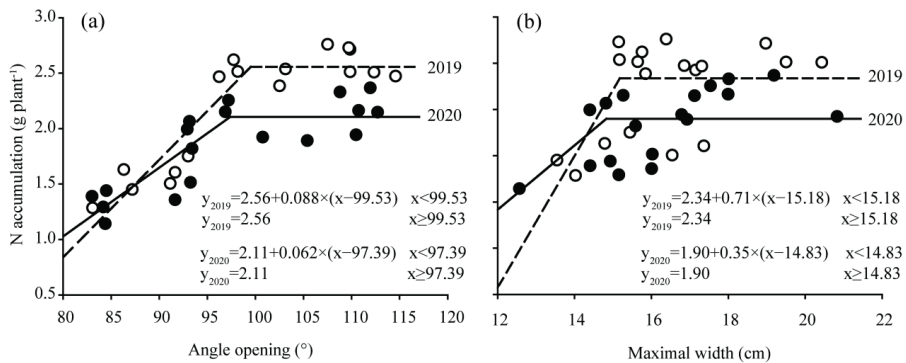 (a)
3.0
2.5
2.0
1.5
1.0
0.5
N accumulation (g plant⁻¹)
2019
2020
y2019=2.56+0.088×(x−99.53) x<99.53
y2019=2.56 x≥99.53
y2020=2.11+0.062×(x−97.39) x<97.39
y2020=2.11 x≥97.39
80 85 90 95 100 105 110 115 120
Angle opening (°)
(b)
2019
2020
y2019=2.34+0.71×(x−15.18) x<15.18
y2019=2.34 x≥15.18
y2020=1.90+0.35×(x−14.83) x<14.83
y2020=1.90 x≥14.83
12 14 16 18 20 22
Maximal width (cm)